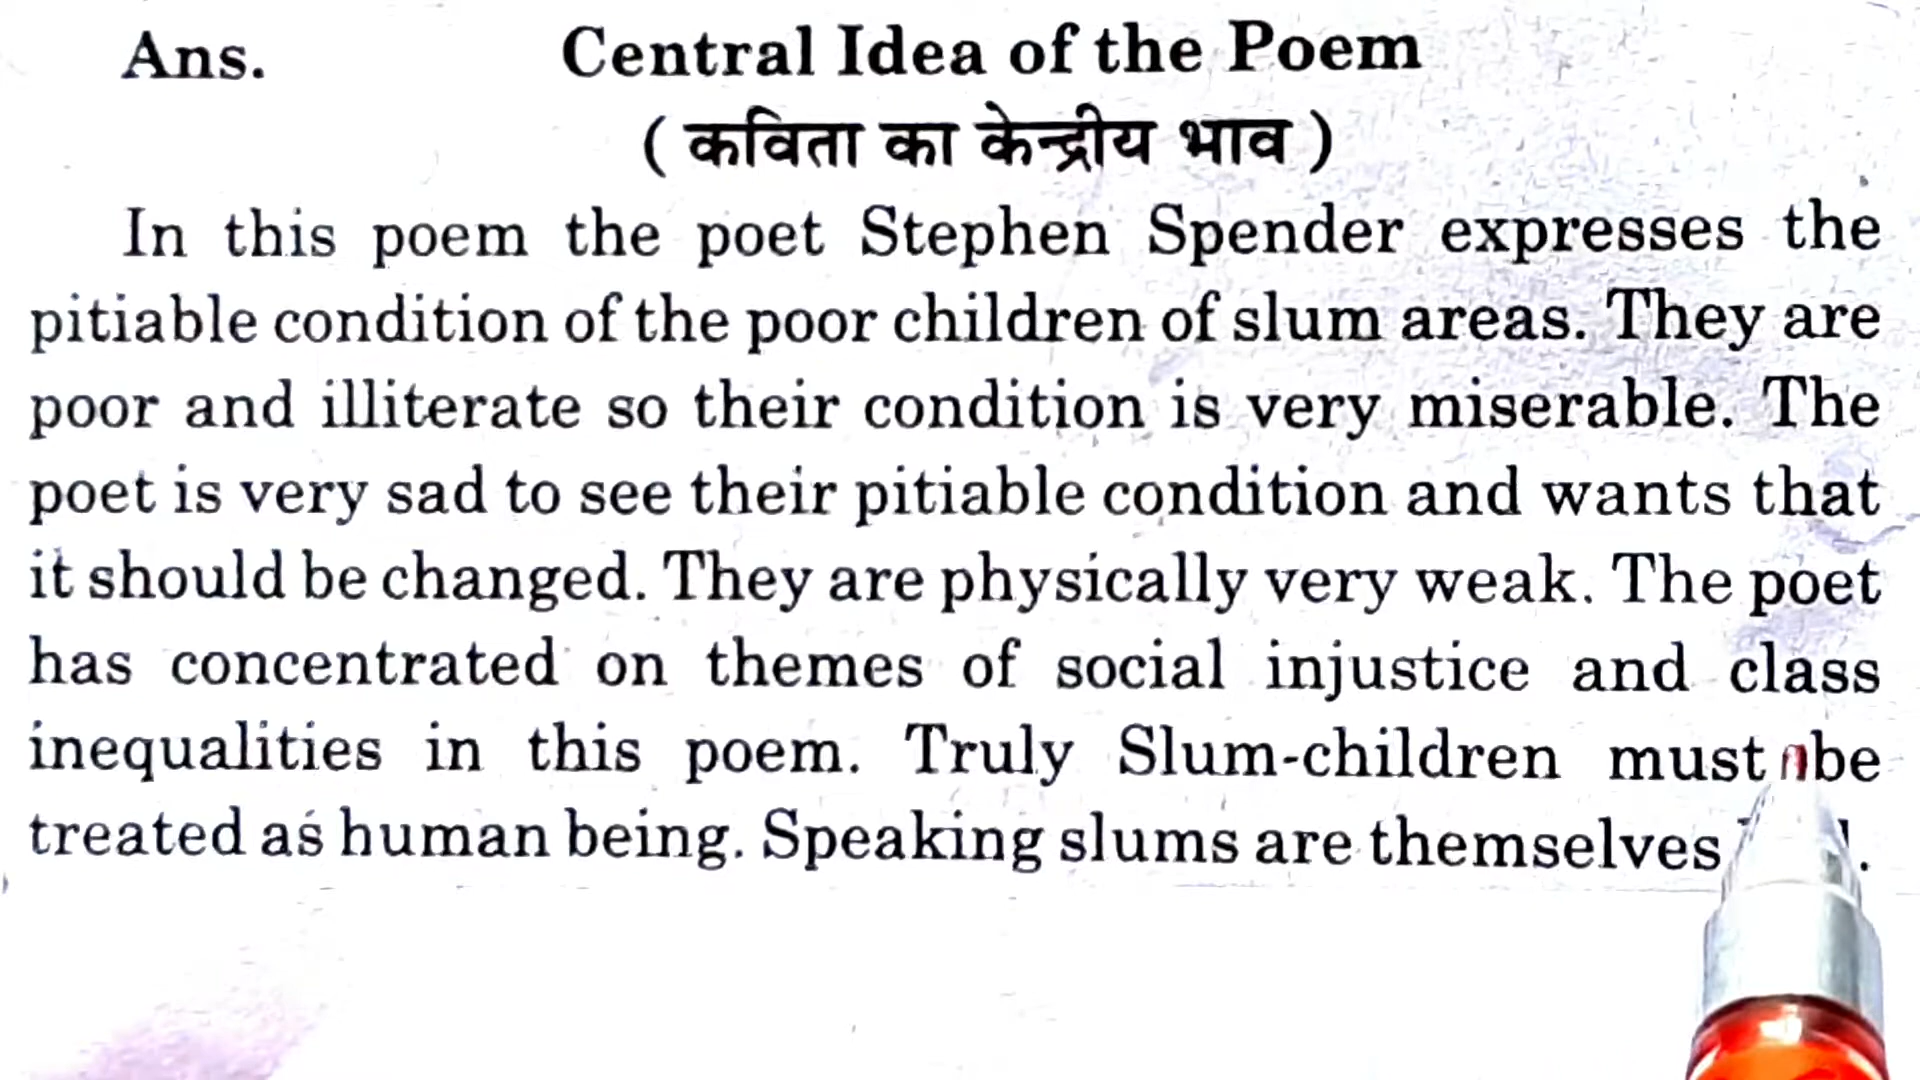 Ans. Central Idea of the Poem
( कविता का केन्द्रीय भाव )
In this poem the poet Stephen Spender expresses the
pitiable condition of the poor children of slum areas. They are
poor and illiterate so their condition is very miserable. The
poet is very sad to see their pitiable condition and wants that
it should be changed. They are physically very weak. The poet
has concentrated on themes of social injustice and class
inequalities in this poem. Truly Slum-children must be
treated as human being. Speaking slums are themselves